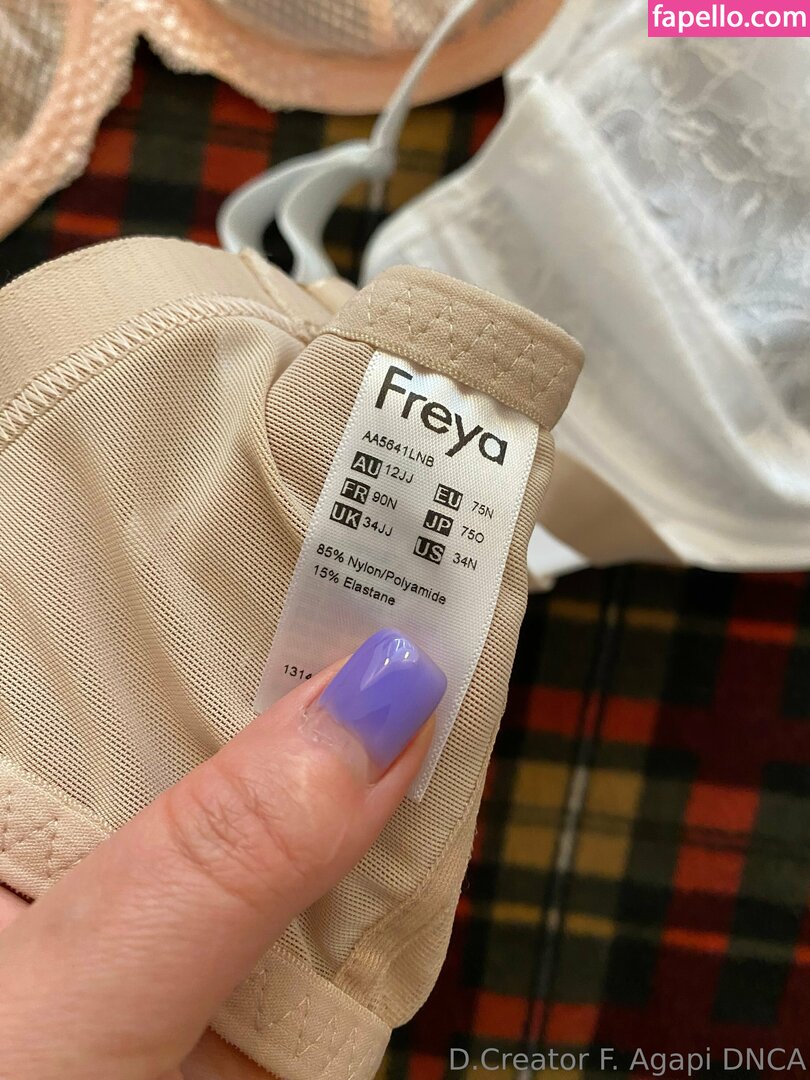 fapello.com
Freya
AA5641LNB
AU 12JJ EU 75N
FR 90N JP 75O
UK 34JJ US 34N
85% Nylon/Polyamide
15% Elastane
1314
D.Creator F. Agapi DNCA